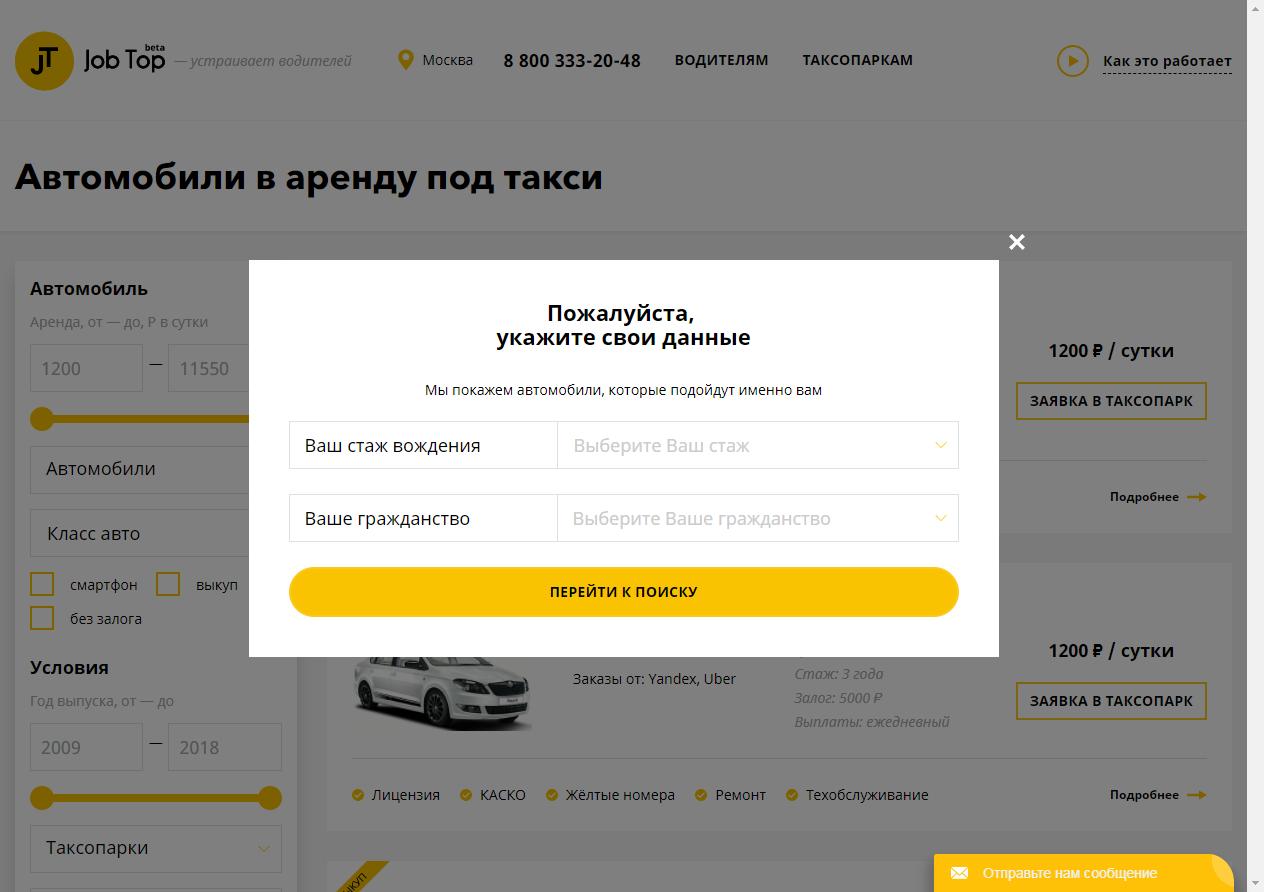 JT Job Top beta — устраивает водителей Москва 8 800 333-20-48 ВОДИТЕЛЯМ ТАКСОПАРКАМ Как это работает
Автомобили в аренду под такси
Автомобиль
Аренда, от — до, Р в сутки
1200 — 11550
Автомобили
Класс авто
смартфон выкуп
без залога
Условия
Год выпуска, от — до
2009 — 2018
Таксопарки
Пожалуйста,
укажите свои данные
Мы покажем автомобили, которые подойдут именно вам
Ваш стаж вождения Выберите Ваш стаж
Ваше гражданство Выберите Ваше гражданство
ПЕРЕЙТИ К ПОИСКУ
1200 ₽ / сутки
ЗАЯВКА В ТАКСОПАРК
Подробнее
1200 ₽ / сутки
Заказы от: Yandex, Uber
Стаж: 3 года
Залог: 5000 ₽
Выплаты: ежедневный
ЗАЯВКА В ТАКСОПАРК
Лицензия КАСКО Жёлтые номера Ремонт Техобслуживание
Подробнее
Отправьте нам сообщение